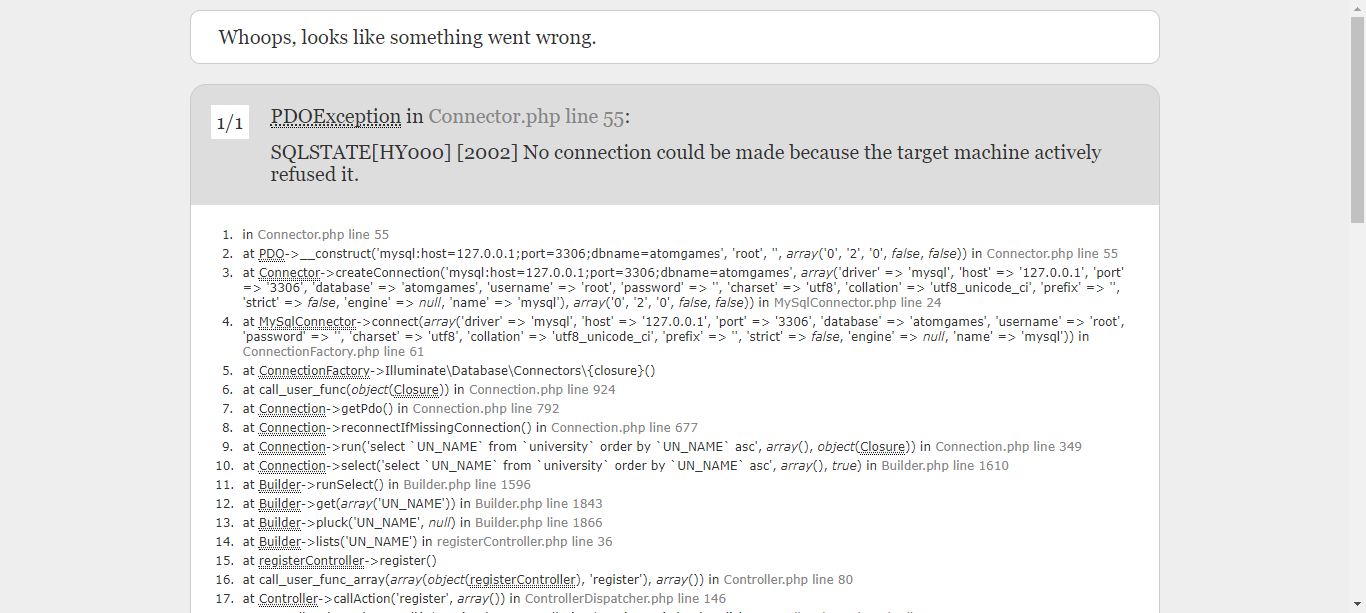 Whoops, looks like something went wrong.
1/1
PDOException in Connector.php line 55:
SQLSTATE[HY000] [2002] No connection could be made because the target machine actively
refused it.
1. in Connector.php line 55
2. at PDO->__construct('mysql:host=127.0.0.1;port=3306;dbname=atomgames', 'root', '', array('0', '2', '0', false, false)) in Connector.php line 55
3. at Connector->createConnection('mysql:host=127.0.0.1;port=3306;dbname=atomgames', array('driver' => 'mysql', 'host' => '127.0.0.1', 'port'
=> '3306', 'database' => 'atomgames', 'username' => 'root', 'password' => '', 'charset' => 'utf8', 'collation' => 'utf8_unicode_ci', 'prefix' => '',
'strict' => false, 'engine' => null, 'name' => 'mysql'), array('0', '2', '0', false, false)) in MySqlConnector.php line 24
4. at MySqlConnector->connect(array('driver' => 'mysql', 'host' => '127.0.0.1', 'port' => '3306', 'database' => 'atomgames', 'username' => 'root',
'password' => '', 'charset' => 'utf8', 'collation' => 'utf8_unicode_ci', 'prefix' => '', 'strict' => false, 'engine' => null, 'name' => 'mysql')) in
ConnectionFactory.php line 61
5. at ConnectionFactory->Illuminate\Database\Connectors\{closure}()
6. at call_user_func(object(Closure)) in Connection.php line 924
7. at Connection->getPdo() in Connection.php line 792
8. at Connection->reconnectIfMissingConnection() in Connection.php line 677
9. at Connection->run('select `UN_NAME` from `university` order by `UN_NAME` asc', array(), object(Closure)) in Connection.php line 349
10. at Connection->select('select `UN_NAME` from `university` order by `UN_NAME` asc', array(), true) in Builder.php line 1610
11. at Builder->runSelect() in Builder.php line 1596
12. at Builder->get(array('UN_NAME')) in Builder.php line 1843
13. at Builder->pluck('UN_NAME', null) in Builder.php line 1866
14. at Builder->lists('UN_NAME') in registerController.php line 36
15. at registerController->register()
16. at call_user_func_array(array(object(registerController), 'register'), array()) in Controller.php line 80
17. at Controller->callAction('register', array()) in ControllerDispatcher.php line 146